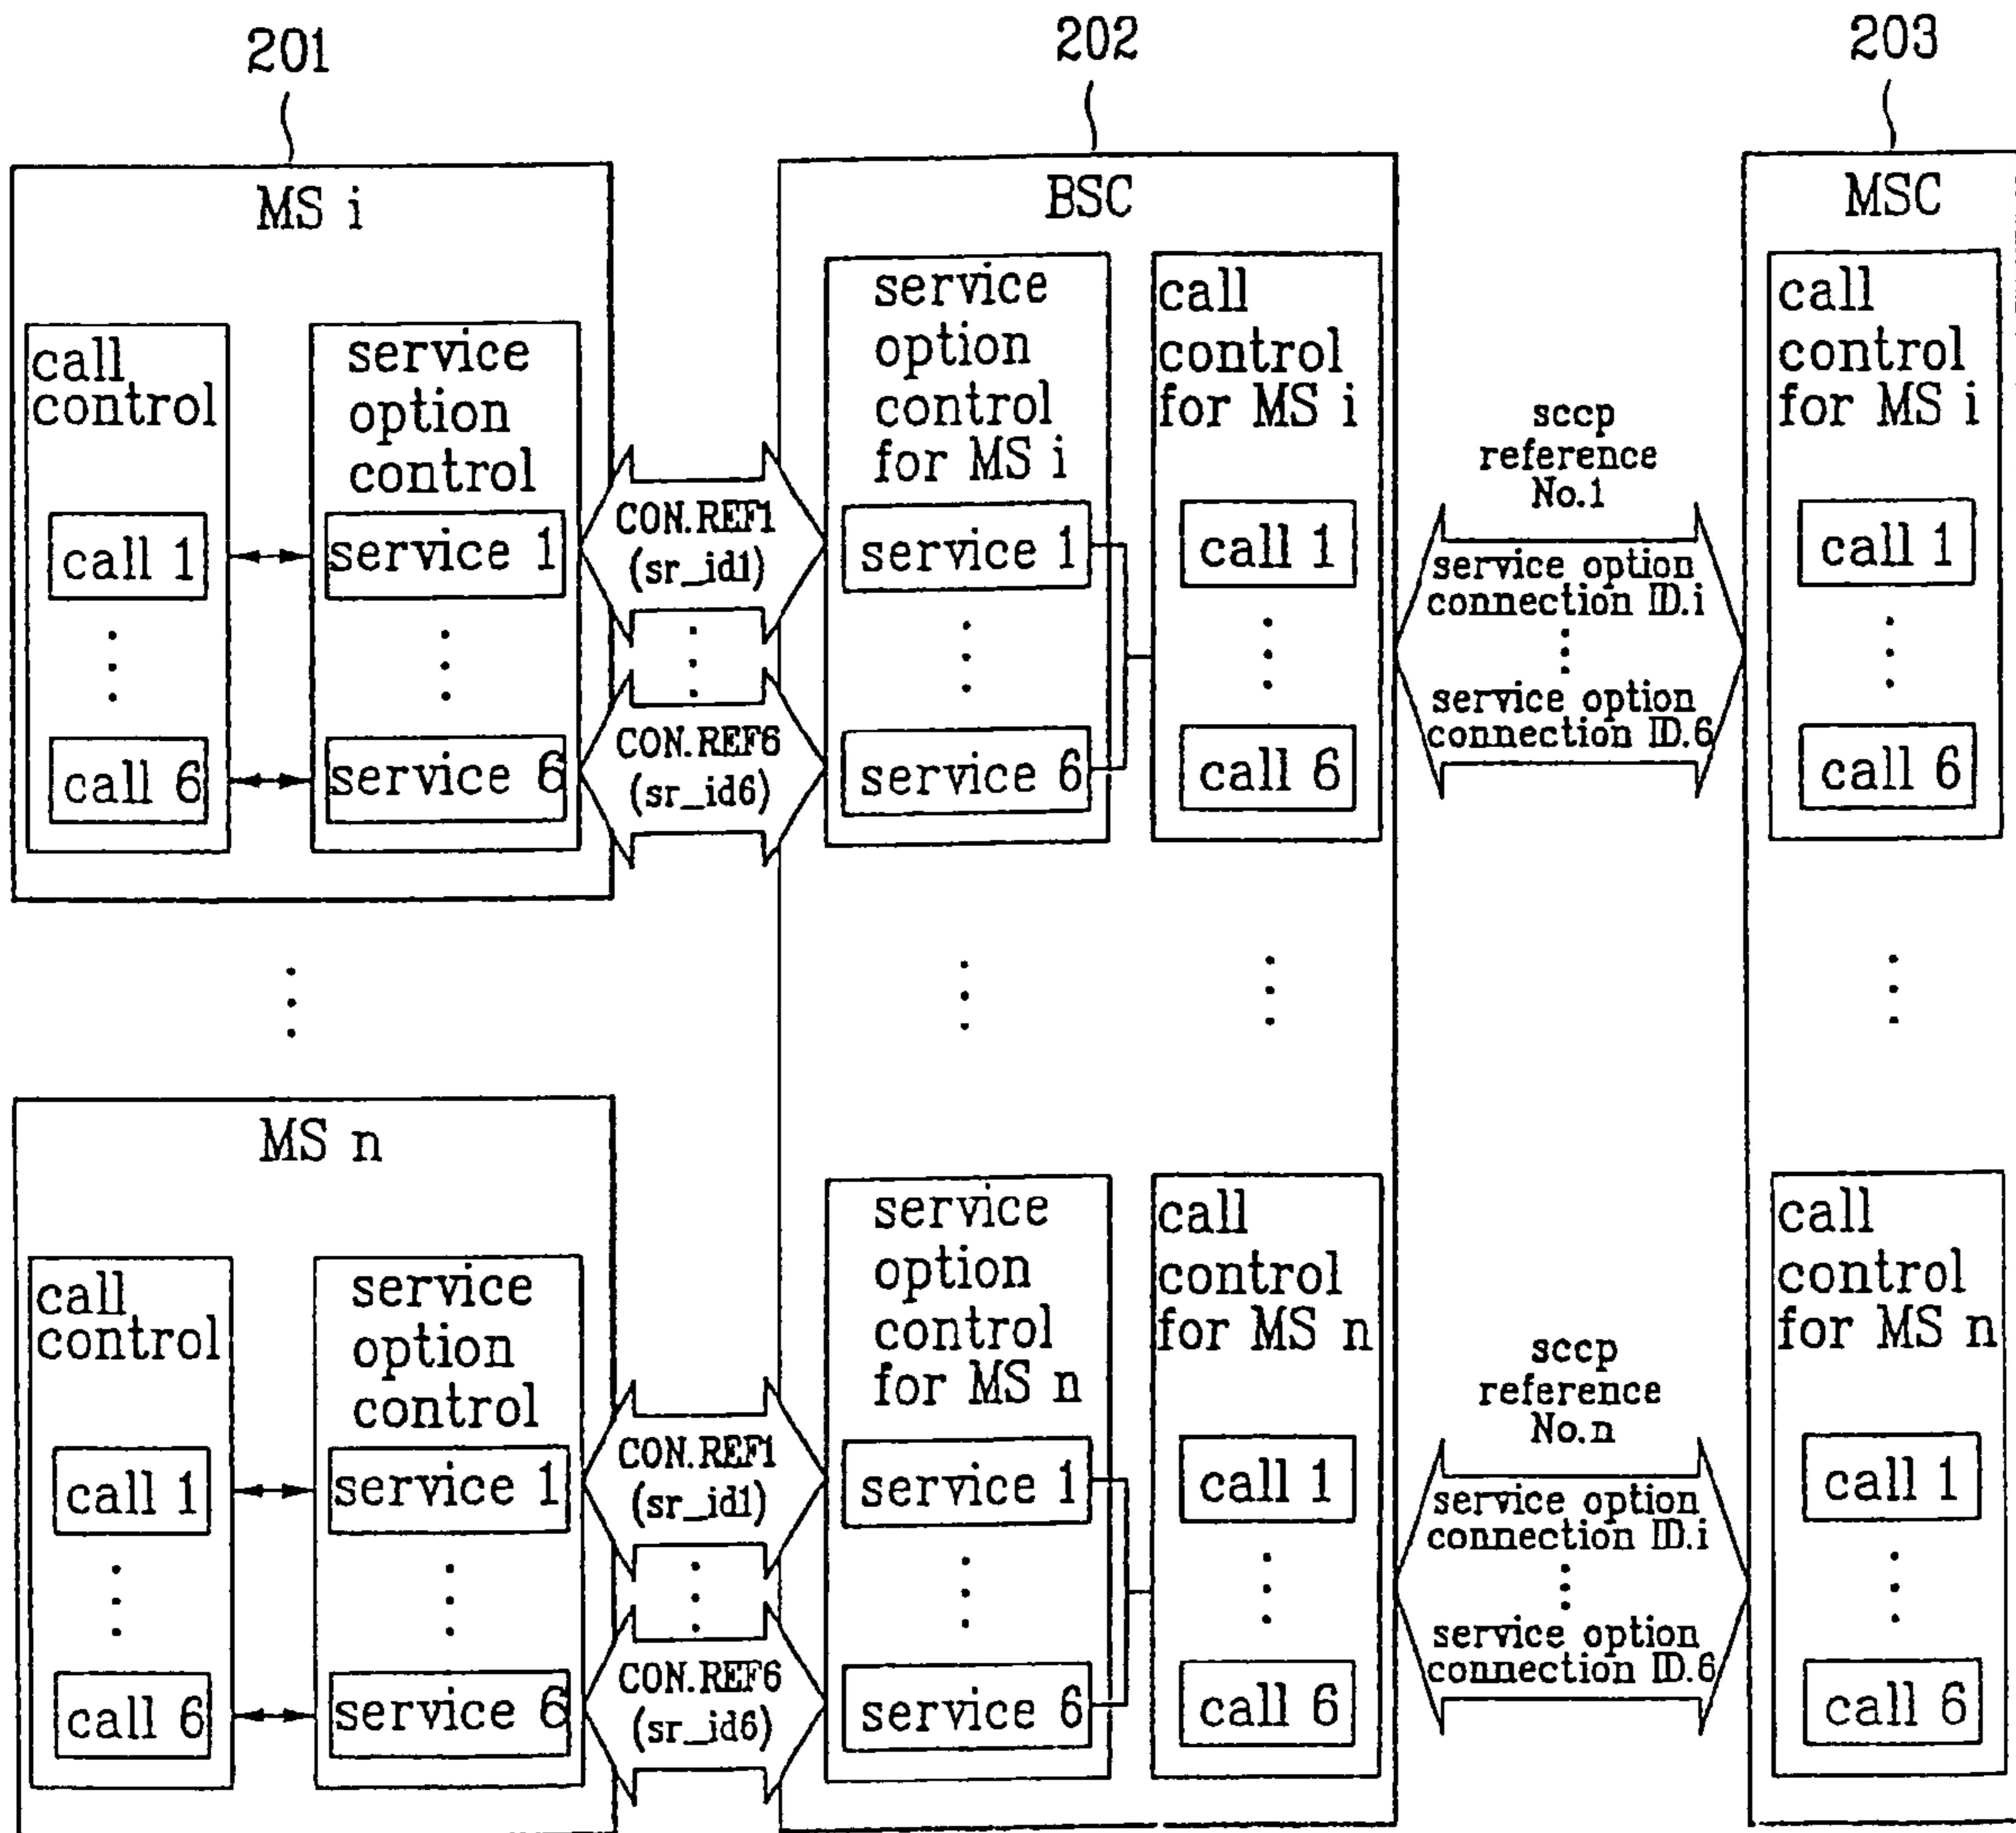 201
202
203
MS i
call
control
call 1
call 6
service
option
control
service 1
service 6
CON.REF1
(sr_id1)
CON.REF6
(sr_id6)
BSC
service
option
control
for MS i
service 1
service 6
call
control
for MS i
call 1
call 6
sccp
reference
No.1
service option
connection ID.i
service option
connection ID.6
MSC
call
control
for MS i
call 1
call 6
MS n
call
control
call 1
call 6
service
option
control
service 1
service 6
CON.REF1
(sr_id1)
CON.REF6
(sr_id6)
service
option
control
for MS n
service 1
service 6
call
control
for MS n
call 1
call 6
sccp
reference
No.n
service option
connection ID.i
service option
connection ID.6
call
control
for MS n
call 1
call 6